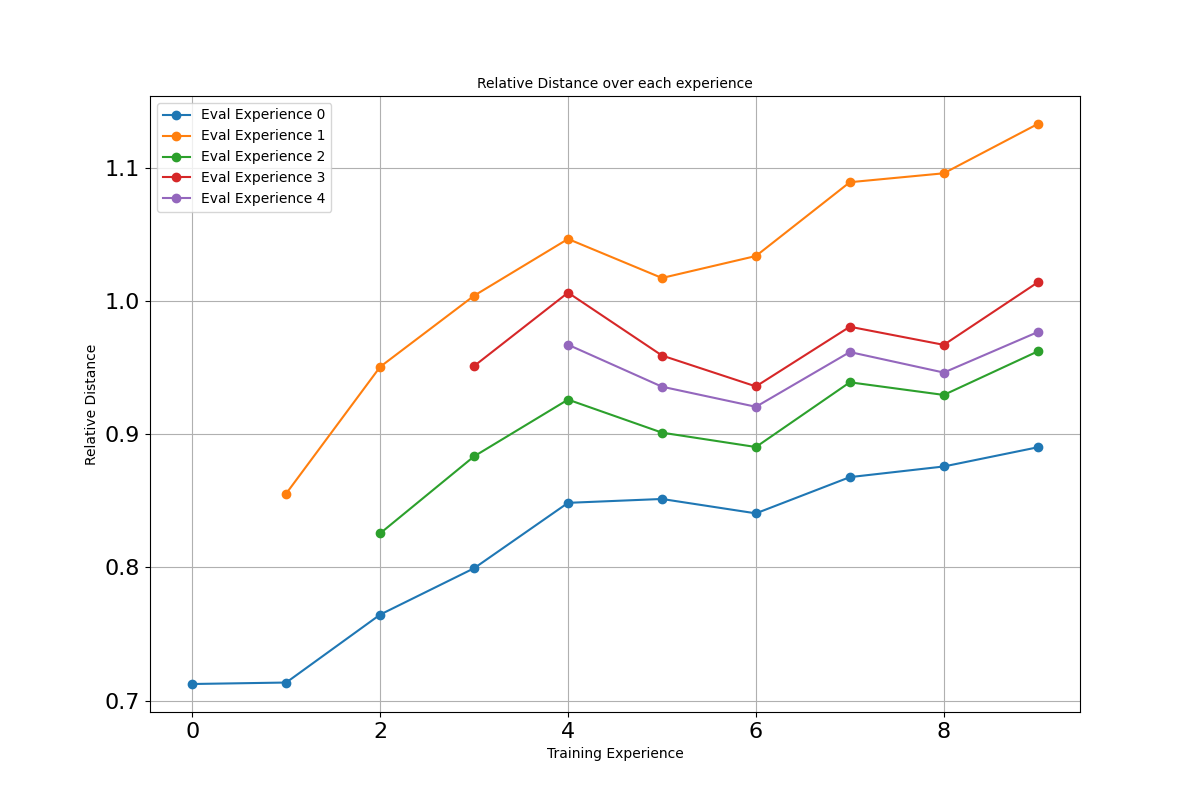 Relative Distance over each experience
Eval Experience 0
Eval Experience 1
Eval Experience 2
Eval Experience 3
Eval Experience 4
1.1
1.0
0.9
0.8
0.7
Relative Distance
0 2 4 6 8
Training Experience